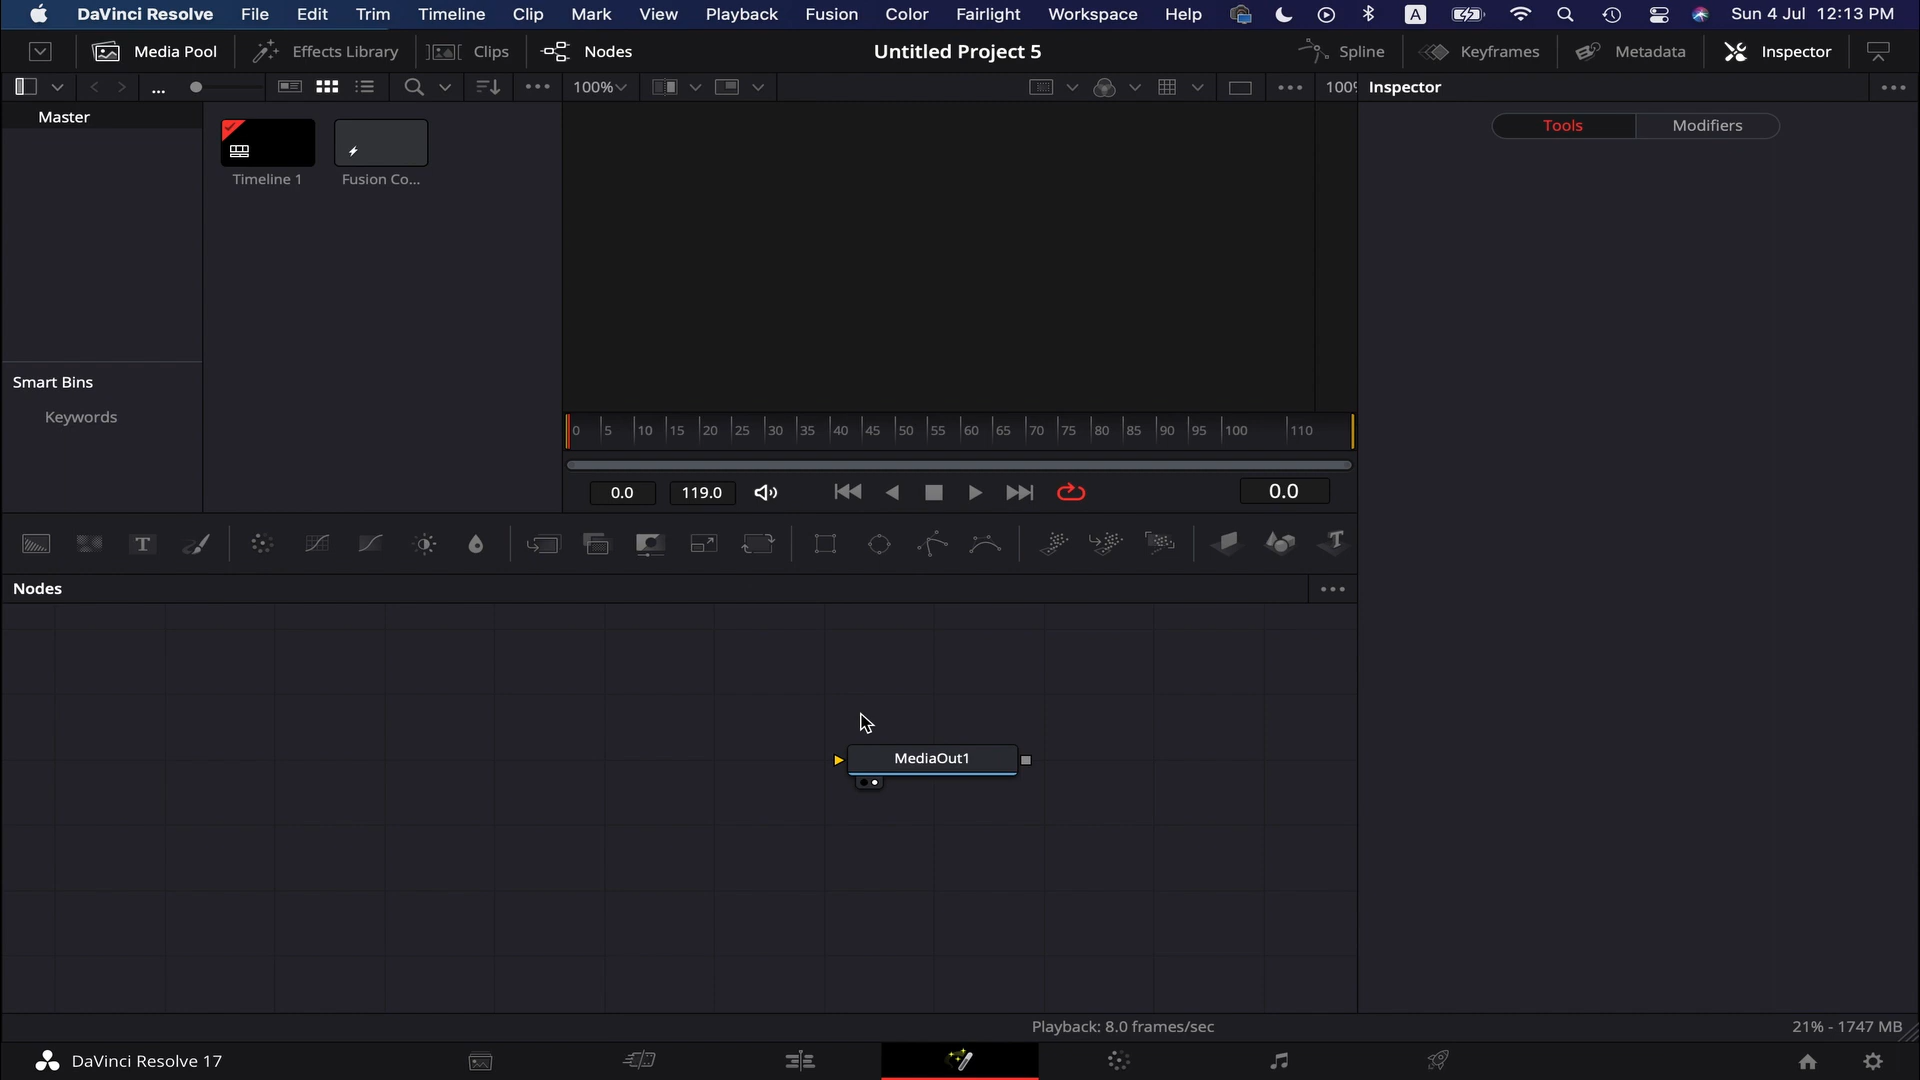 DaVinci Resolve File Edit Trim Timeline Clip Mark View Playback Fusion Color Fairlight Workspace Help A Sun 4 Jul 12:13 PM
Media Pool Effects Library Clips Nodes Untitled Project 5 Spline Keyframes Metadata Inspector
... 100% 100% Inspector
Master
Tools Modifiers
Timeline 1 Fusion Co...
Smart Bins
Keywords
0 5 10 15 20 25 30 35 40 45 50 55 60 65 70 75 80 85 90 95 100 110
0.0 119.0 0.0
T T
Nodes
MediaOut1
Playback: 8.0 frames/sec 21% - 1747 MB
DaVinci Resolve 17